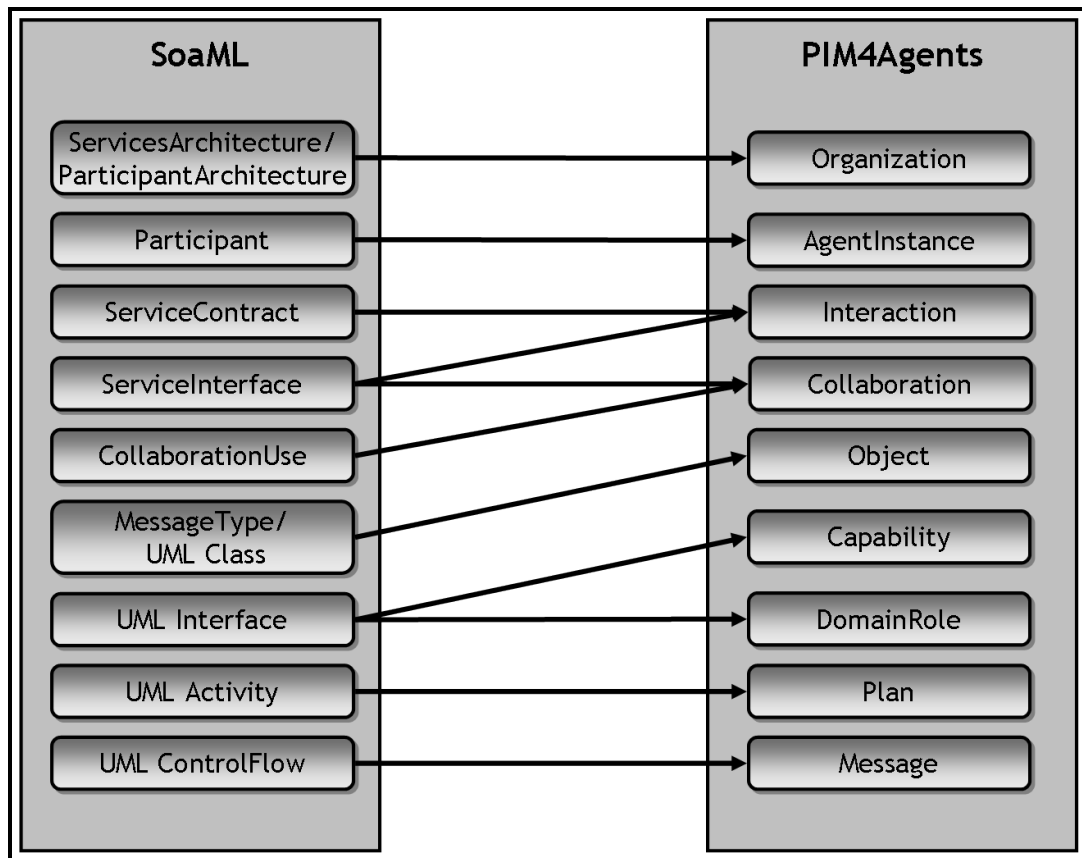 SoaML
ServicesArchitecture/
ParticipantArchitecture
Participant
ServiceContract
ServiceInterface
CollaborationUse
MessageType/
UML Class
UML Interface
UML Activity
UML ControlFlow
PIM4Agents
Organization
AgentInstance
Interaction
Collaboration
Object
Capability
DomainRole
Plan
Message